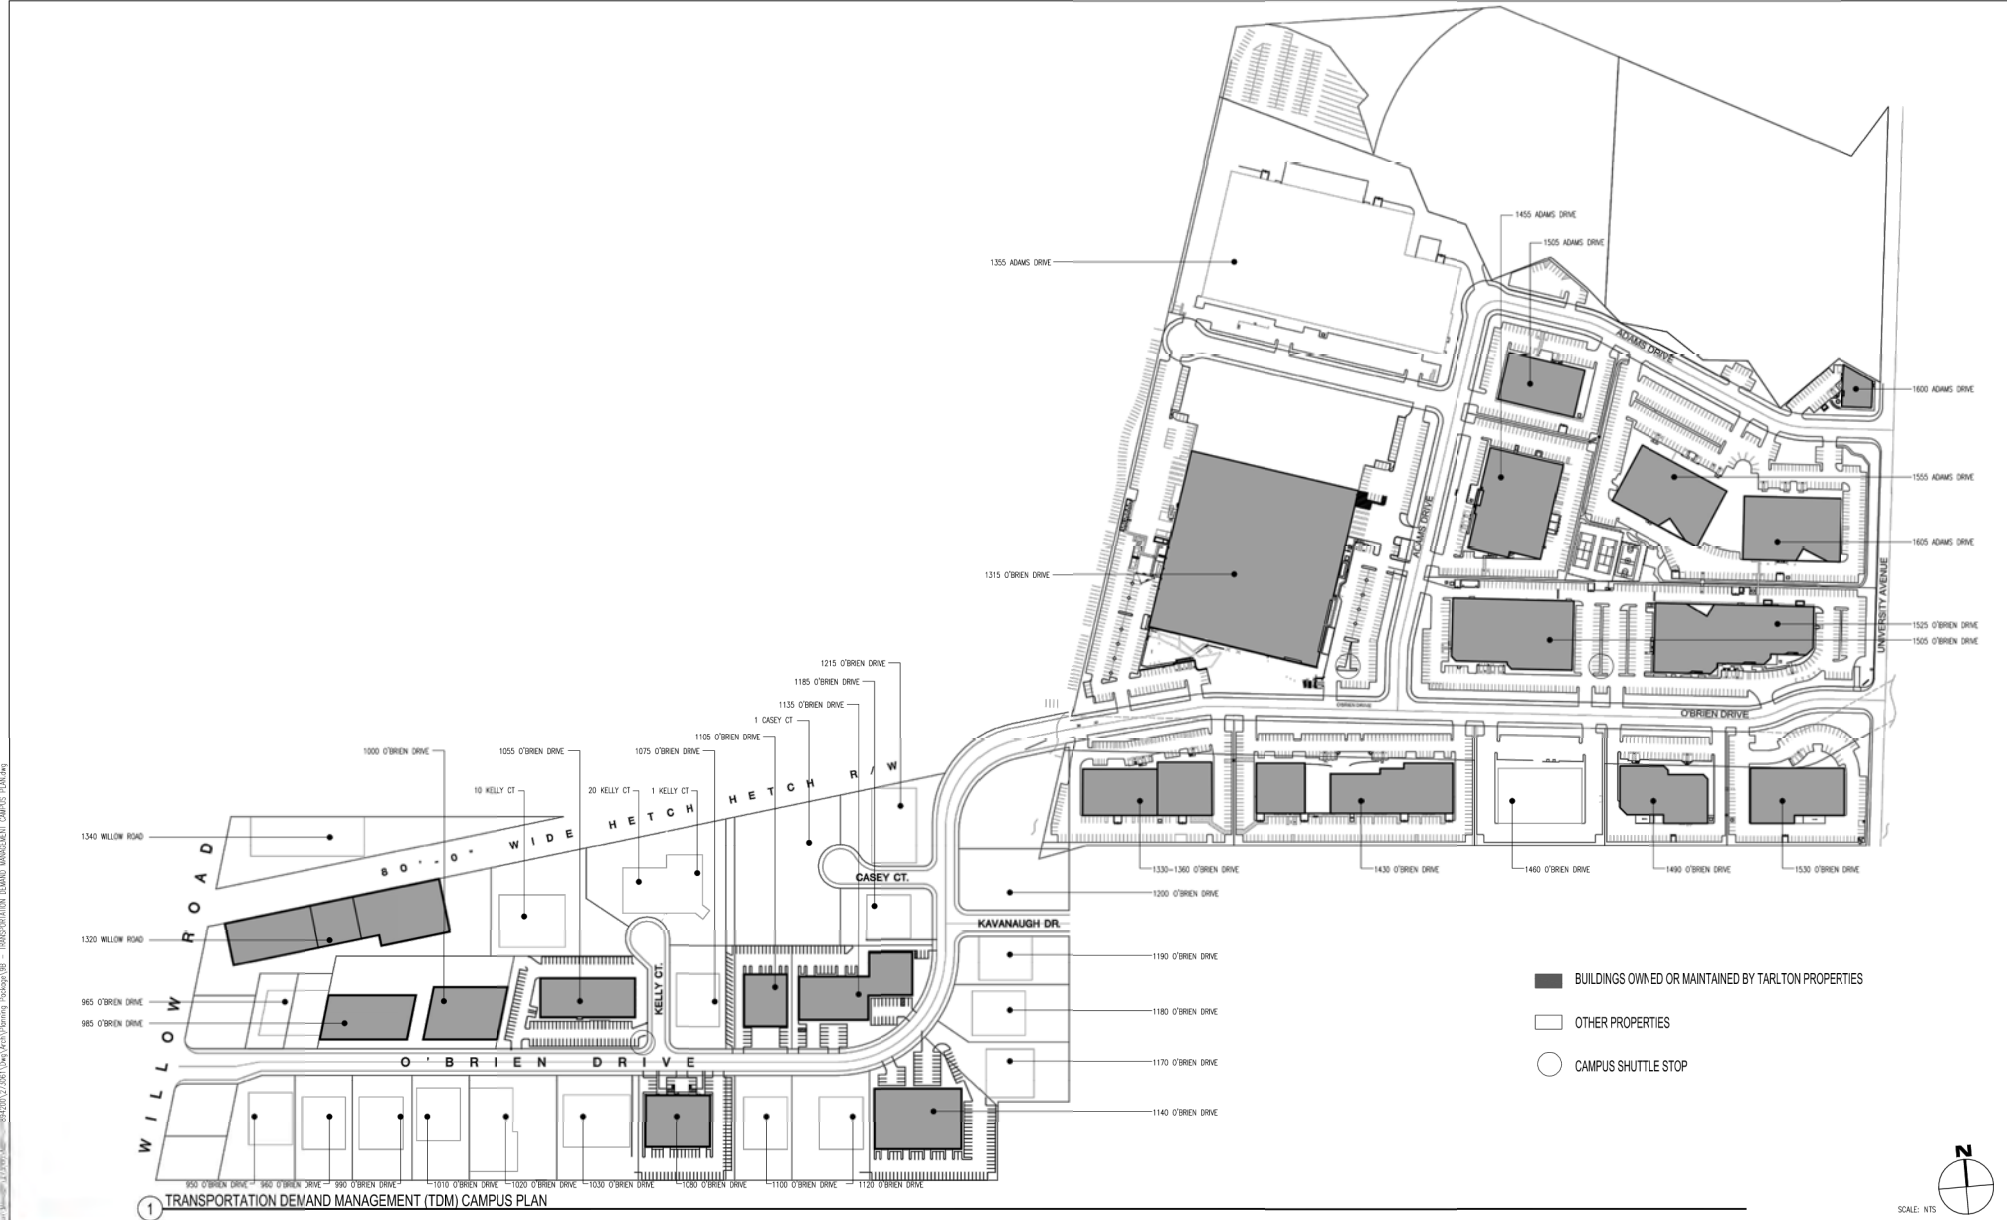 1455 ADAMS DRIVE
1505 ADAMS DRIVE
1355 ADAMS DRIVE
ADAMS DRIVE
1600 ADAMS DRIVE
1555 ADAMS DRIVE
ADAMS DRIVE
1605 ADAMS DRIVE
1315 O'BRIEN DRIVE
UNIVERSITY AVENUE
1525 O'BRIEN DRIVE
1505 O'BRIEN DRIVE
1215 O'BRIEN DRIVE
1185 O'BRIEN DRIVE
1135 O'BRIEN DRIVE
O'BRIEN DRIVE
O'BRIEN DRIVE
1 CASEY CT
1105 O'BRIEN DRIVE
1000 O'BRIEN DRIVE
1055 O'BRIEN DRIVE
1075 O'BRIEN DRIVE
10 KELLY CT
20 KELLY CT
1 KELLY CT
80'-0" WIDE HETCH HETCHY R/W
1340 WILLOW ROAD
1330-1360 O'BRIEN DRIVE
1430 O'BRIEN DRIVE
1460 O'BRIEN DRIVE
1490 O'BRIEN DRIVE
1530 O'BRIEN DRIVE
CASEY CT.
1200 O'BRIEN DRIVE
KAVANAUGH DR.
1320 WILLOW ROAD
WILLOW ROAD
1190 O'BRIEN DRIVE
KELLY CT.
965 O'BRIEN DRIVE
985 O'BRIEN DRIVE
1180 O'BRIEN DRIVE
BUILDINGS OWNED OR MAINTAINED BY TARLTON PROPERTIES
OTHER PROPERTIES
CAMPUS SHUTTLE STOP
O'BRIEN DRIVE
1170 O'BRIEN DRIVE
1140 O'BRIEN DRIVE
950 O'BRIEN DRIVE
960 O'BRIEN DRIVE
990 O'BRIEN DRIVE
1010 O'BRIEN DRIVE
1020 O'BRIEN DRIVE
1030 O'BRIEN DRIVE
1080 O'BRIEN DRIVE
1100 O'BRIEN DRIVE
1120 O'BRIEN DRIVE
1 TRANSPORTATION DEMAND MANAGEMENT (TDM) CAMPUS PLAN
N
SCALE: NTS